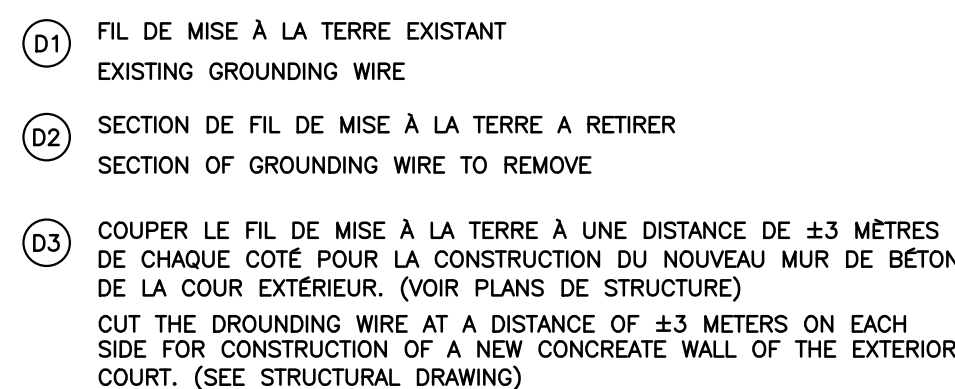 D1 FIL DE MISE À LA TERRE EXISTANT
EXISTING GROUNDING WIRE
D2 SECTION DE FIL DE MISE À LA TERRE A RETIRER
SECTION OF GROUNDING WIRE TO REMOVE
D3 COUPER LE FIL DE MISE À LA TERRE À UNE DISTANCE DE ±3 MÈTRES
DE CHAQUE COTÉ POUR LA CONSTRUCTION DU NOUVEAU MUR DE BÉTON
DE LA COUR EXTÉRIEUR. (VOIR PLANS DE STRUCTURE)
CUT THE DROUNDING WIRE AT A DISTANCE OF ±3 METERS ON EACH
SIDE FOR CONSTRUCTION OF A NEW CONCREATE WALL OF THE EXTERIOR
COURT. (SEE STRUCTURAL DRAWING)